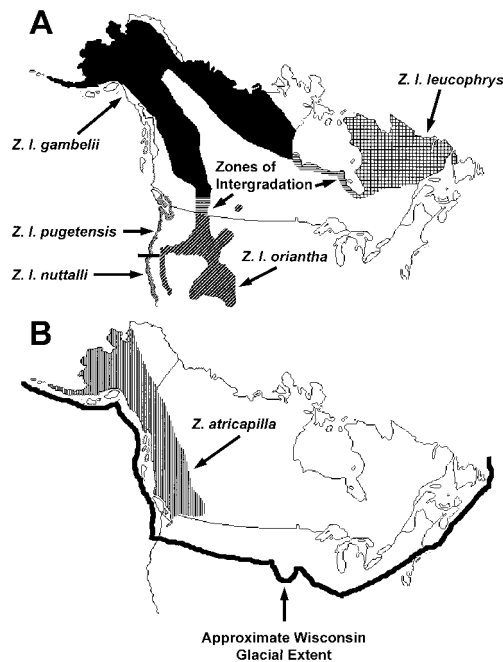 A
Z. l. leucophrys
Z. l. gambelii
Zones of
Intergradation
Z. l. pugetensis
Z. l. nuttalli
Z. l. oriantha
B
Z. atricapilla
Approximate Wisconsin
Glacial Extent